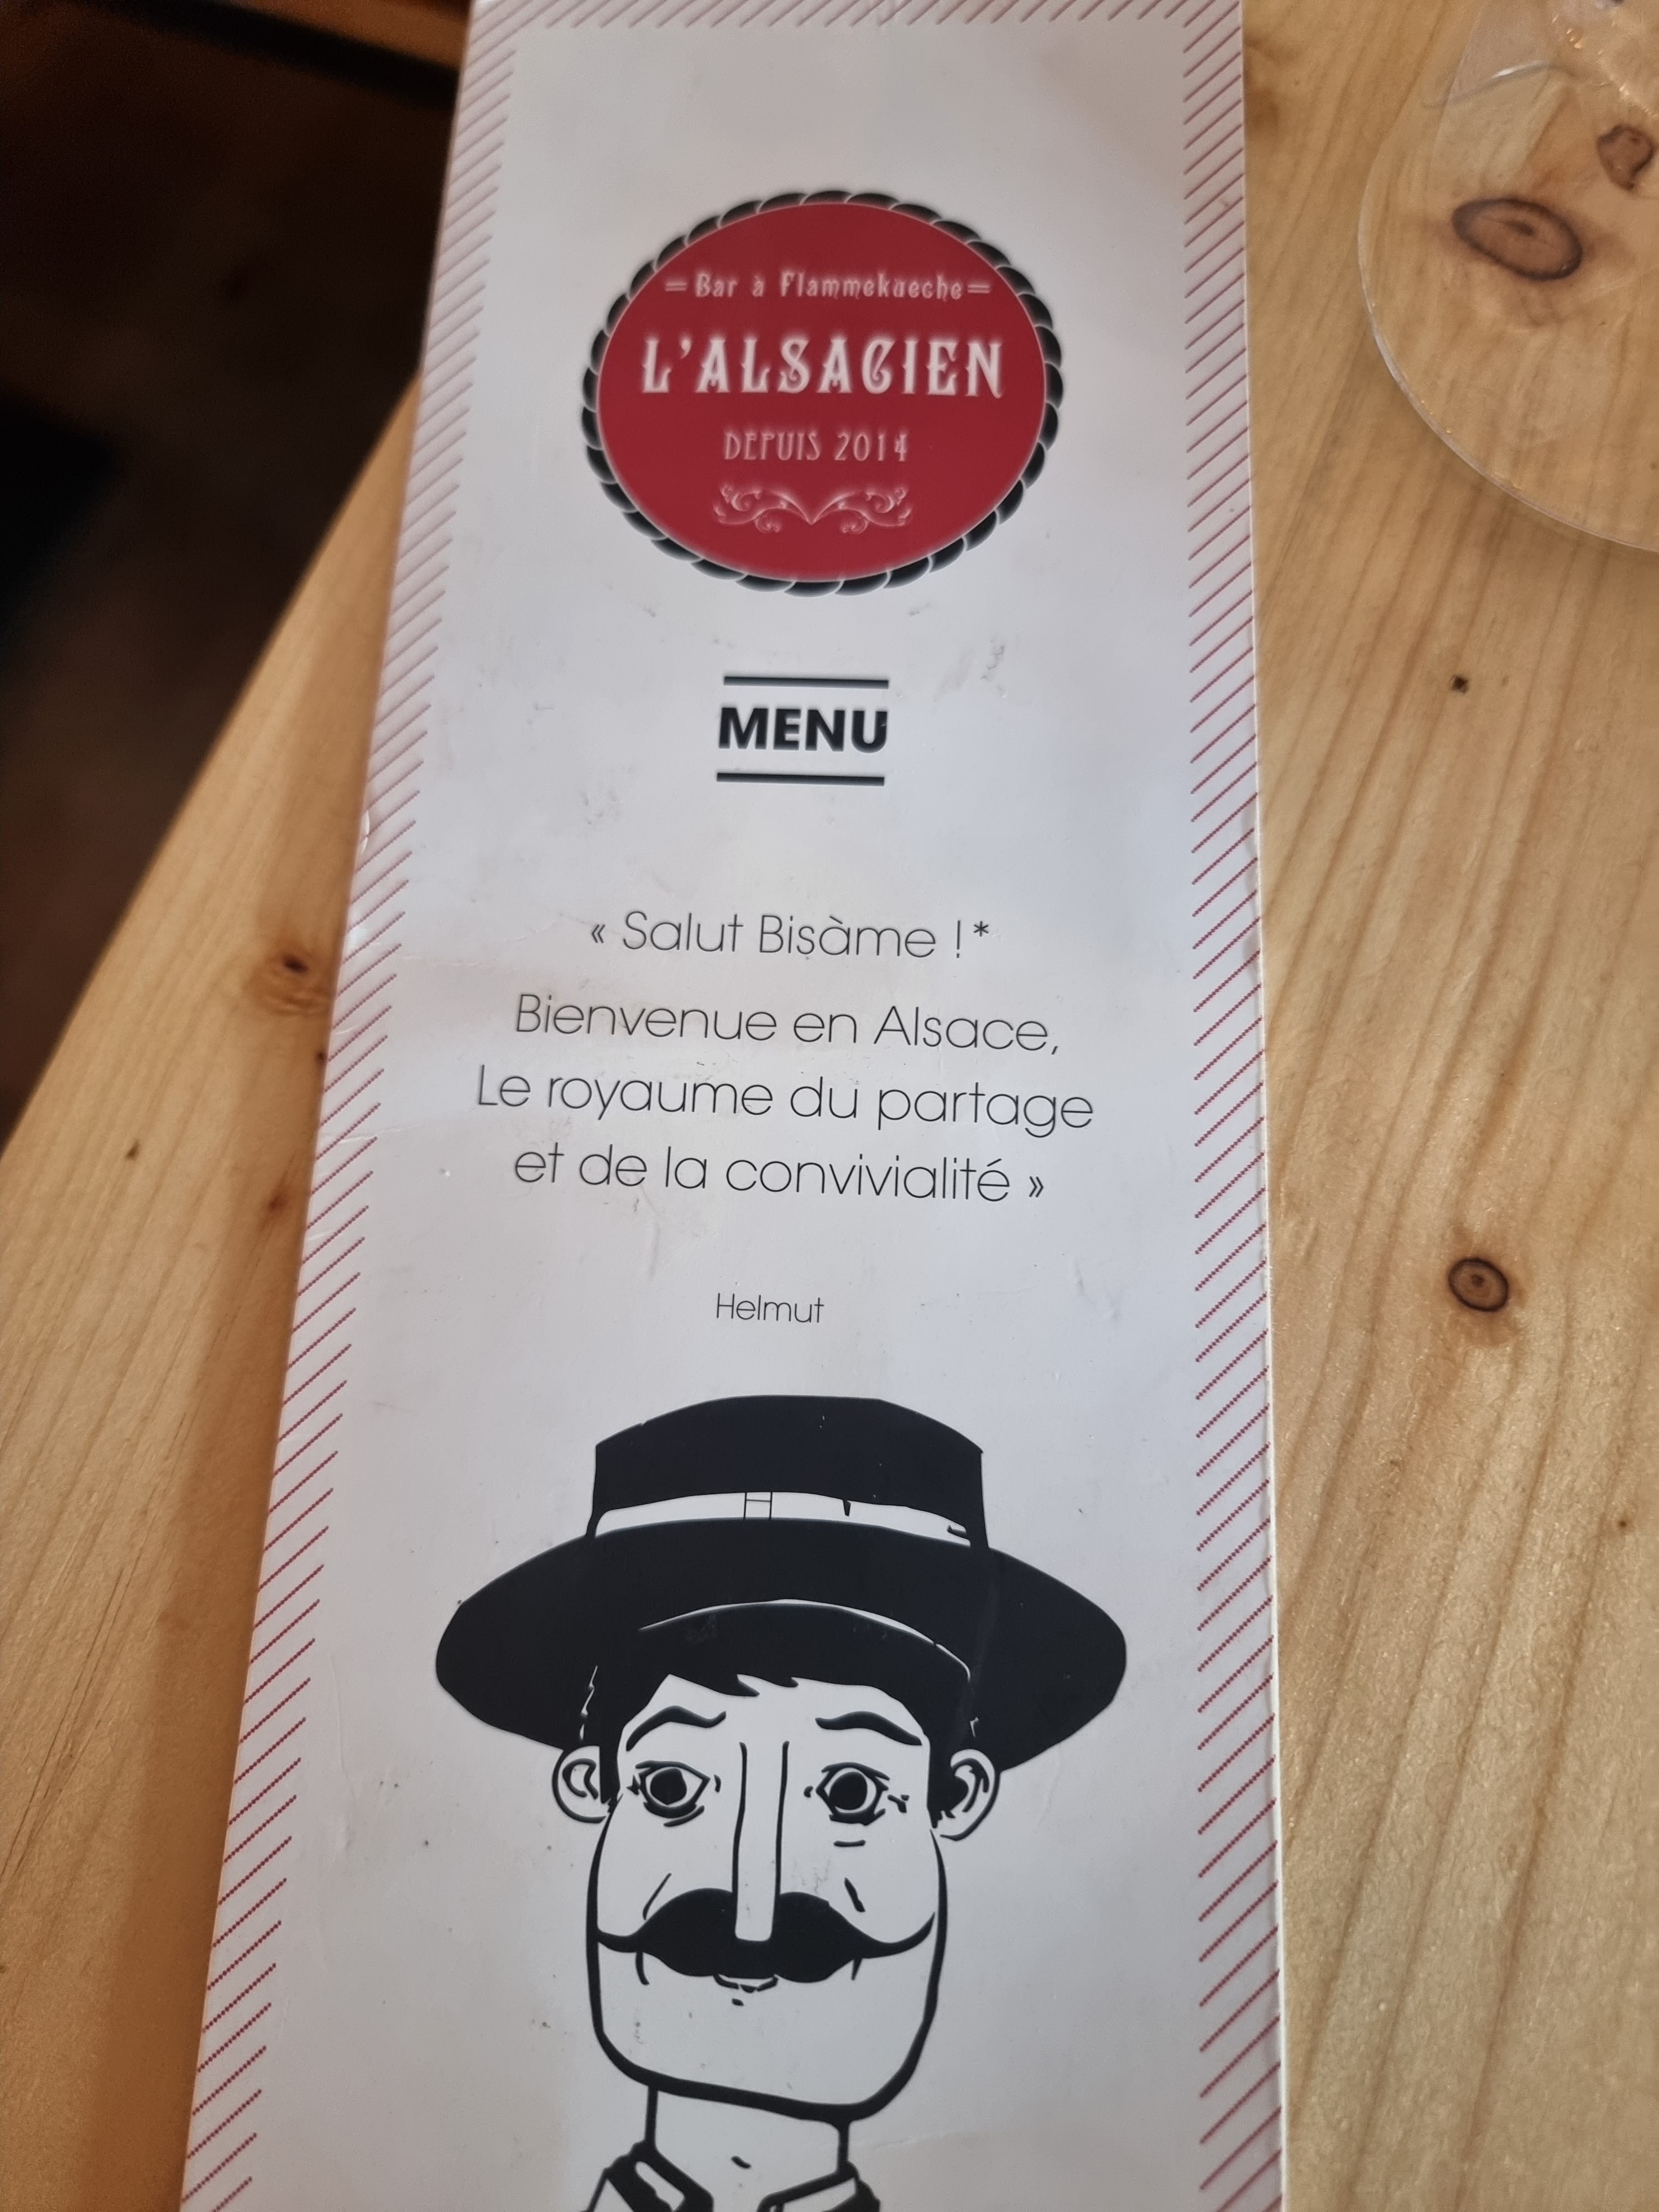 =Bar à Flammekueche=
L'ALSACIEN
DEPUIS 2014
MENU
« Salut Bisàme ! *
Bienvenue en Alsace,
Le royaume du partage
et de la convivialité »
Helmut